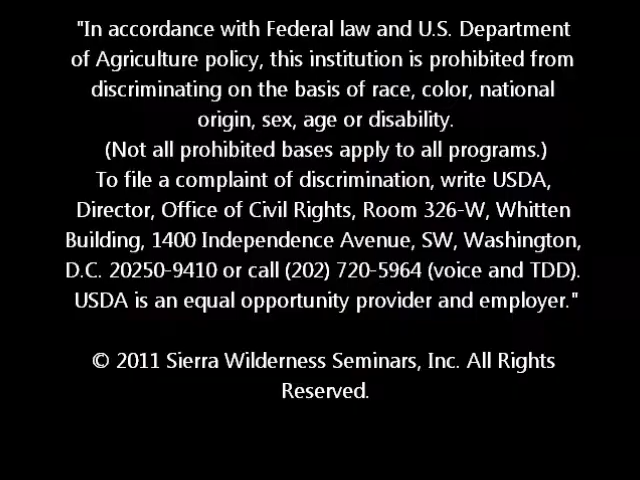 "In accordance with Federal law and U.S. Department
of Agriculture policy, this institution is prohibited from
discriminating on the basis of race, color, national
origin, sex, age or disability.
(Not all prohibited bases apply to all programs.)
To file a complaint of discrimination, write USDA,
Director, Office of Civil Rights, Room 326-W, Whitten
Building, 1400 Independence Avenue, SW, Washington,
D.C. 20250-9410 or call (202) 720-5964 (voice and TDD).
USDA is an equal opportunity provider and employer."
© 2011 Sierra Wilderness Seminars, Inc. All Rights
Reserved.